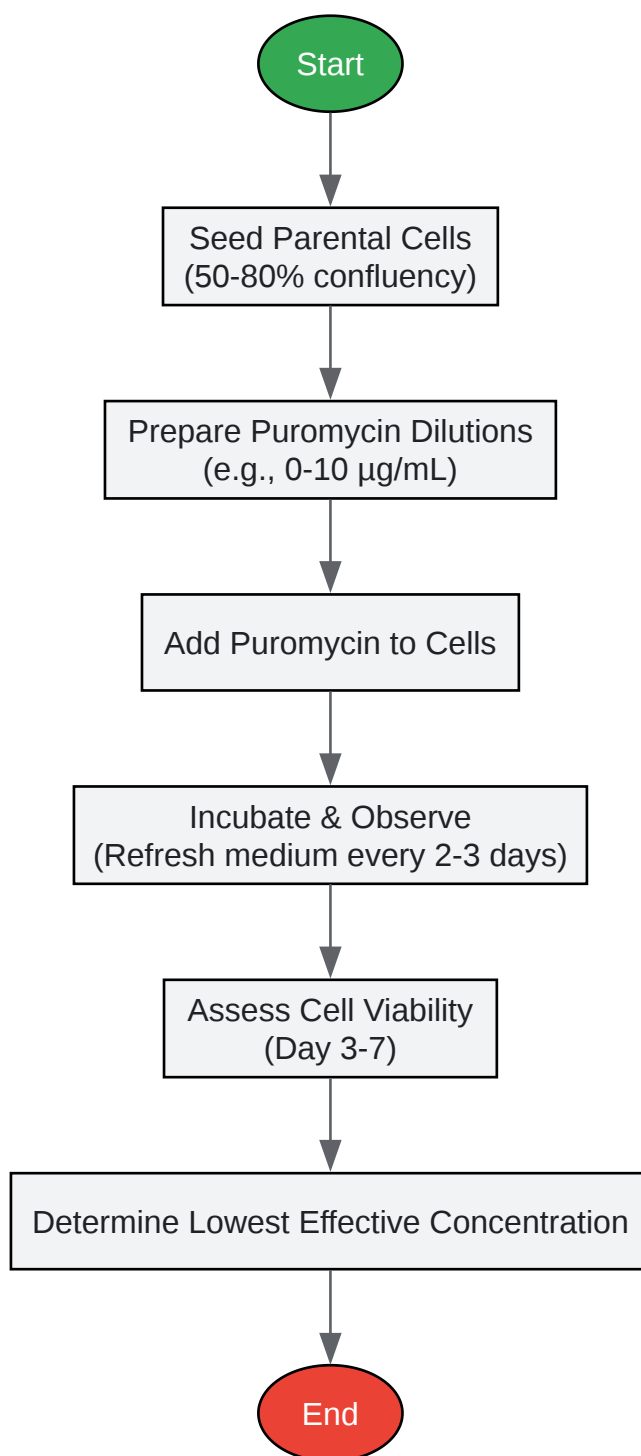 Start
Seed Parental Cells
(50-80% confluency)
Prepare Puromycin Dilutions
(e.g., 0-10 µg/mL)
Add Puromycin to Cells
Incubate & Observe
(Refresh medium every 2-3 days)
Assess Cell Viability
(Day 3-7)
Determine Lowest Effective Concentration
End